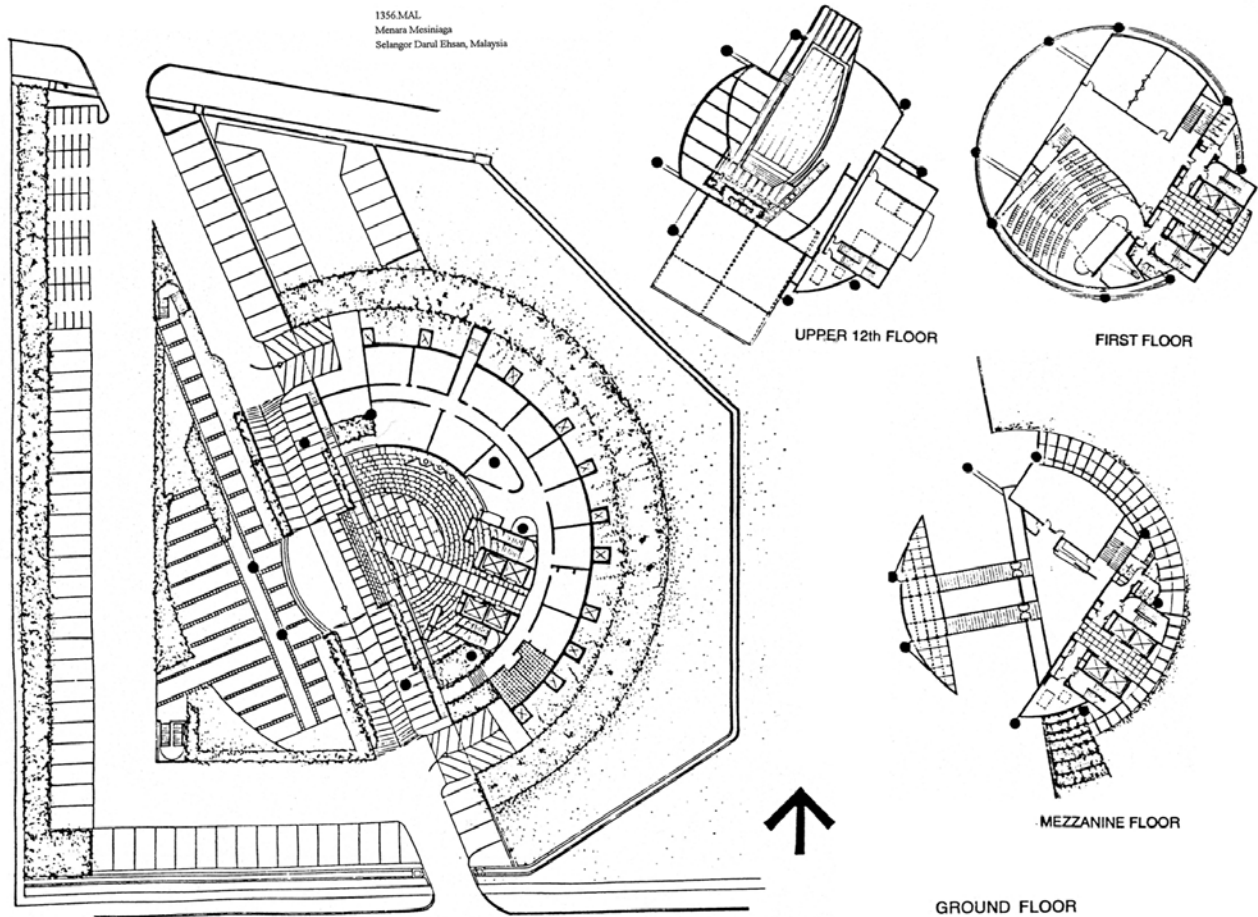 1356.MAL
Menara Mesiniaga
Selangor Darul Ehsan, Malaysia
UPPER 12th FLOOR
FIRST FLOOR
MEZZANINE FLOOR
GROUND FLOOR